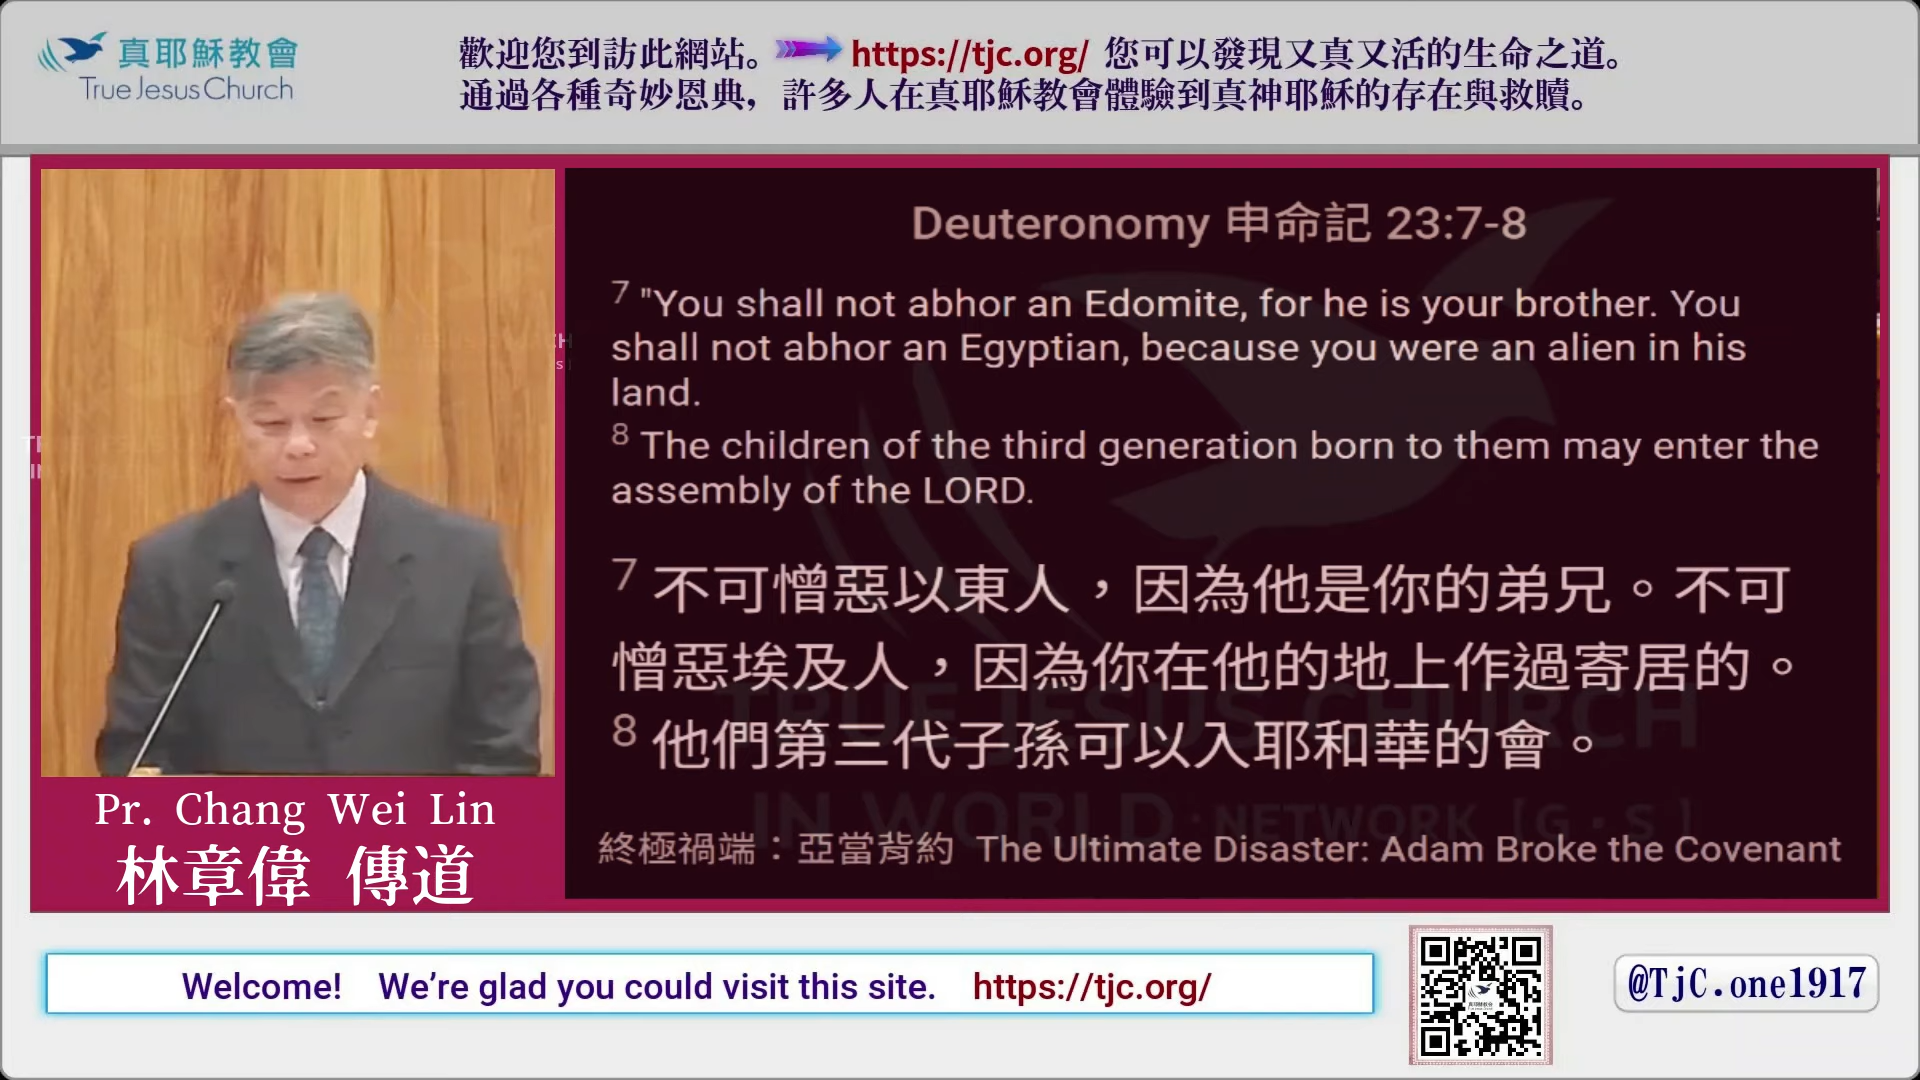 真耶穌教會
True Jesus Church
歡迎您到訪此網站。 https://tjc.org/ 您可以發現又真又活的生命之道。
通過各種奇妙恩典，許多人在真耶穌教會體驗到真神耶穌的存在與救贖。
Deuteronomy 申命記 23:7-8
7 "You shall not abhor an Edomite, for he is your brother. You
shall not abhor an Egyptian, because you were an alien in his
land.
8 The children of the third generation born to them may enter the
assembly of the LORD.
7 不可憎惡以東人，因為他是你的弟兄。不可
憎惡埃及人，因為你在他的地上作過寄居的。
8 他們第三代子孫可以入耶和華的會。
TRUE JESUS CHURCH
IN WORLD · NETWORK [G·S]
終極禍端：亞當背約 The Ultimate Disaster: Adam Broke the Covenant
Pr. Chang Wei Lin
林章偉 傳道
Welcome! We’re glad you could visit this site. https://tjc.org/
@TjC.one1917